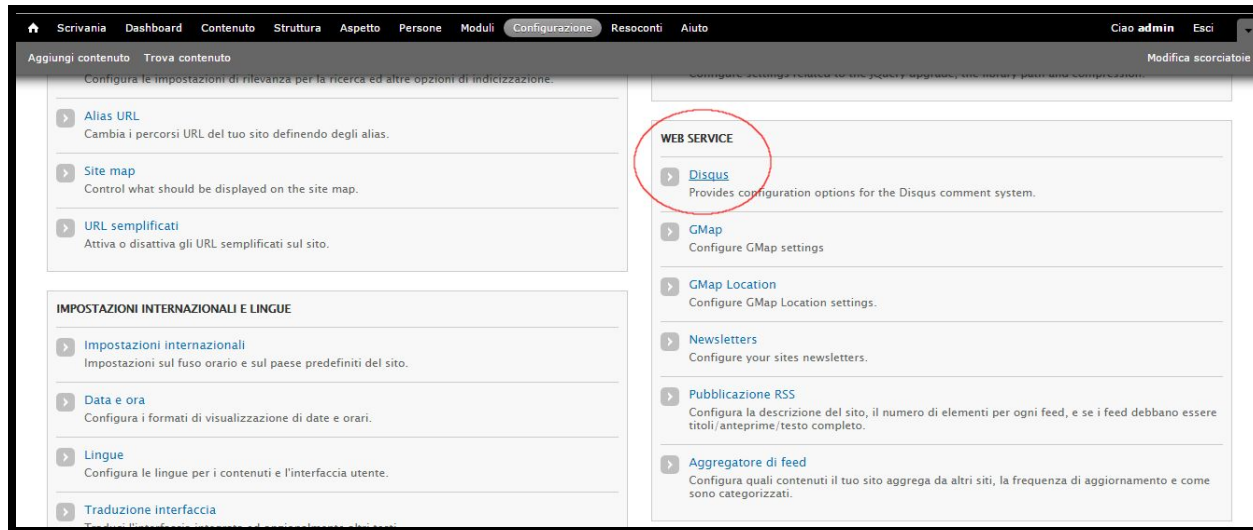 Scrivania Dashboard Contenuto Struttura Aspetto Persone Moduli Configurazione Resoconti Aiuto Ciao admin Esci
Aggiungi contenuto Trova contenuto Modifica scorciatoie
Configura le impostazioni di rilevanza per la ricerca ed altre opzioni di indicizzazione.
Alias URL
Cambia i percorsi URL del tuo sito definendo degli alias.
Site map
Control what should be displayed on the site map.
URL semplificati
Attiva o disattiva gli URL semplificati sul sito.
IMPOSTAZIONI INTERNAZIONALI E LINGUE
Impostazioni internazionali
Impostazioni sul fuso orario e sul paese predefiniti del sito.
Data e ora
Configura i formati di visualizzazione di date e orari.
Lingue
Configura le lingue per i contenuti e l'interfaccia utente.
Traduzione interfaccia
Traduci l'interfaccia integrata ed opzionalmente altri testi.
Configure settings related to the jQuery upgrade, the library path and compression.
WEB SERVICE
Disqus
Provides configuration options for the Disqus comment system.
GMap
Configure GMap settings
GMap Location
Configure GMap Location settings.
Newsletters
Configure your sites newsletters.
Pubblicazione RSS
Configura la descrizione del sito, il numero di elementi per ogni feed, e se i feed debbano essere
titoli/anteprime/testo completo.
Aggregatore di feed
Configura quali contenuti il tuo sito aggrega da altri siti, la frequenza di aggiornamento e come
sono categorizzati.